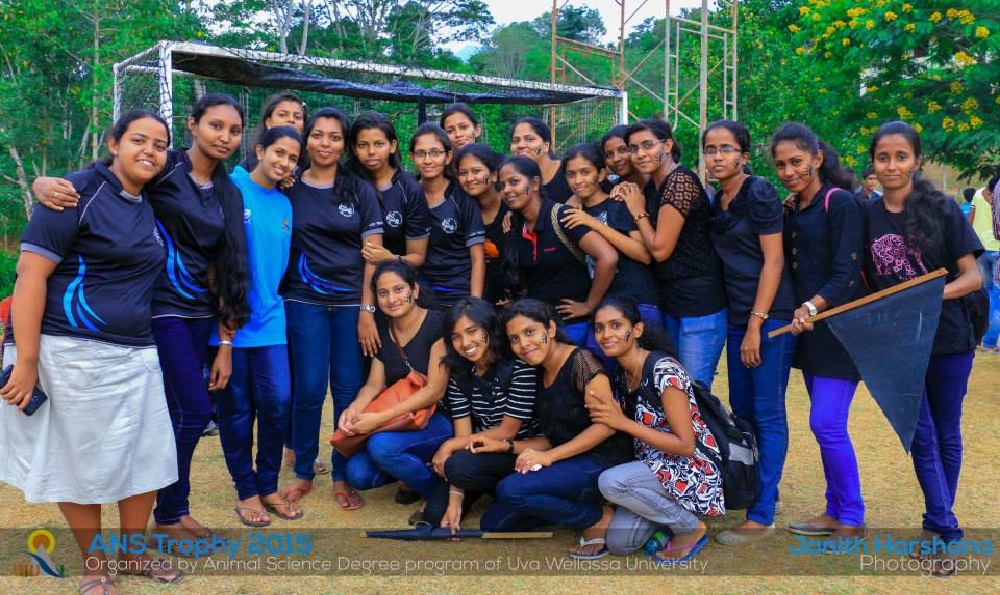 ANS Trophy 2015
Organized by Animal Science Degree program of Uva Wellassa University
Janith Harshana
Photography